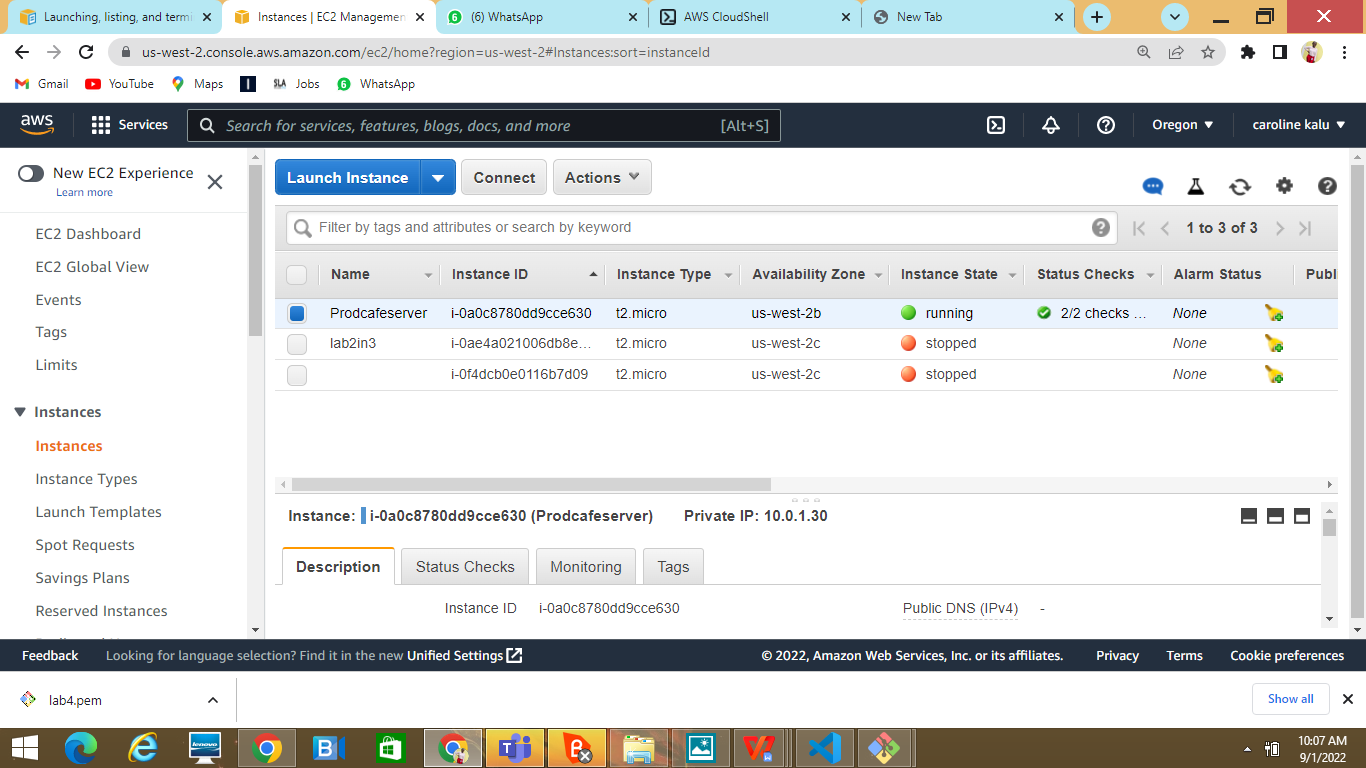 Launching, listing, and termi
Instances | EC2 Managemen
(6) WhatsApp
AWS CloudShell
New Tab
us-west-2.console.aws.amazon.com/ec2/home?region=us-west-2#Instances:sort=instanceId
Gmail
YouTube
Maps
SLA
Jobs
6
WhatsApp
aws
Services
Search for services, features, blogs, docs, and more
[Alt+S]
Oregon
caroline kalu
New EC2 Experience
Learn more
EC2 Dashboard
EC2 Global View
Events
Tags
Limits
Instances
Instances
Instance Types
Launch Templates
Spot Requests
Savings Plans
Reserved Instances
Launch Instance
Connect
Actions
Filter by tags and attributes or search by keyword
1 to 3 of 3
Name Instance ID Instance Type Availability Zone Instance State Status Checks Alarm Status Publ
Prodcafeserver i-0a0c8780dd9cce630 t2.micro us-west-2b running 2/2 checks ... None
lab2in3 i-0ae4a021006db8e... t2.micro us-west-2c stopped None
i-0f4dcb0e0116b7d09 t2.micro us-west-2c stopped None
Instance: i-0a0c8780dd9cce630 (Prodcafeserver) Private IP: 10.0.1.30
Description
Status Checks
Monitoring
Tags
Instance ID i-0a0c8780dd9cce630 Public DNS (IPv4) -
Feedback
Looking for language selection? Find it in the new Unified Settings
© 2022, Amazon Web Services, Inc. or its affiliates.
Privacy
Terms
Cookie preferences
lab4.pem
Show all
lenovo
10:07 AM
9/1/2022